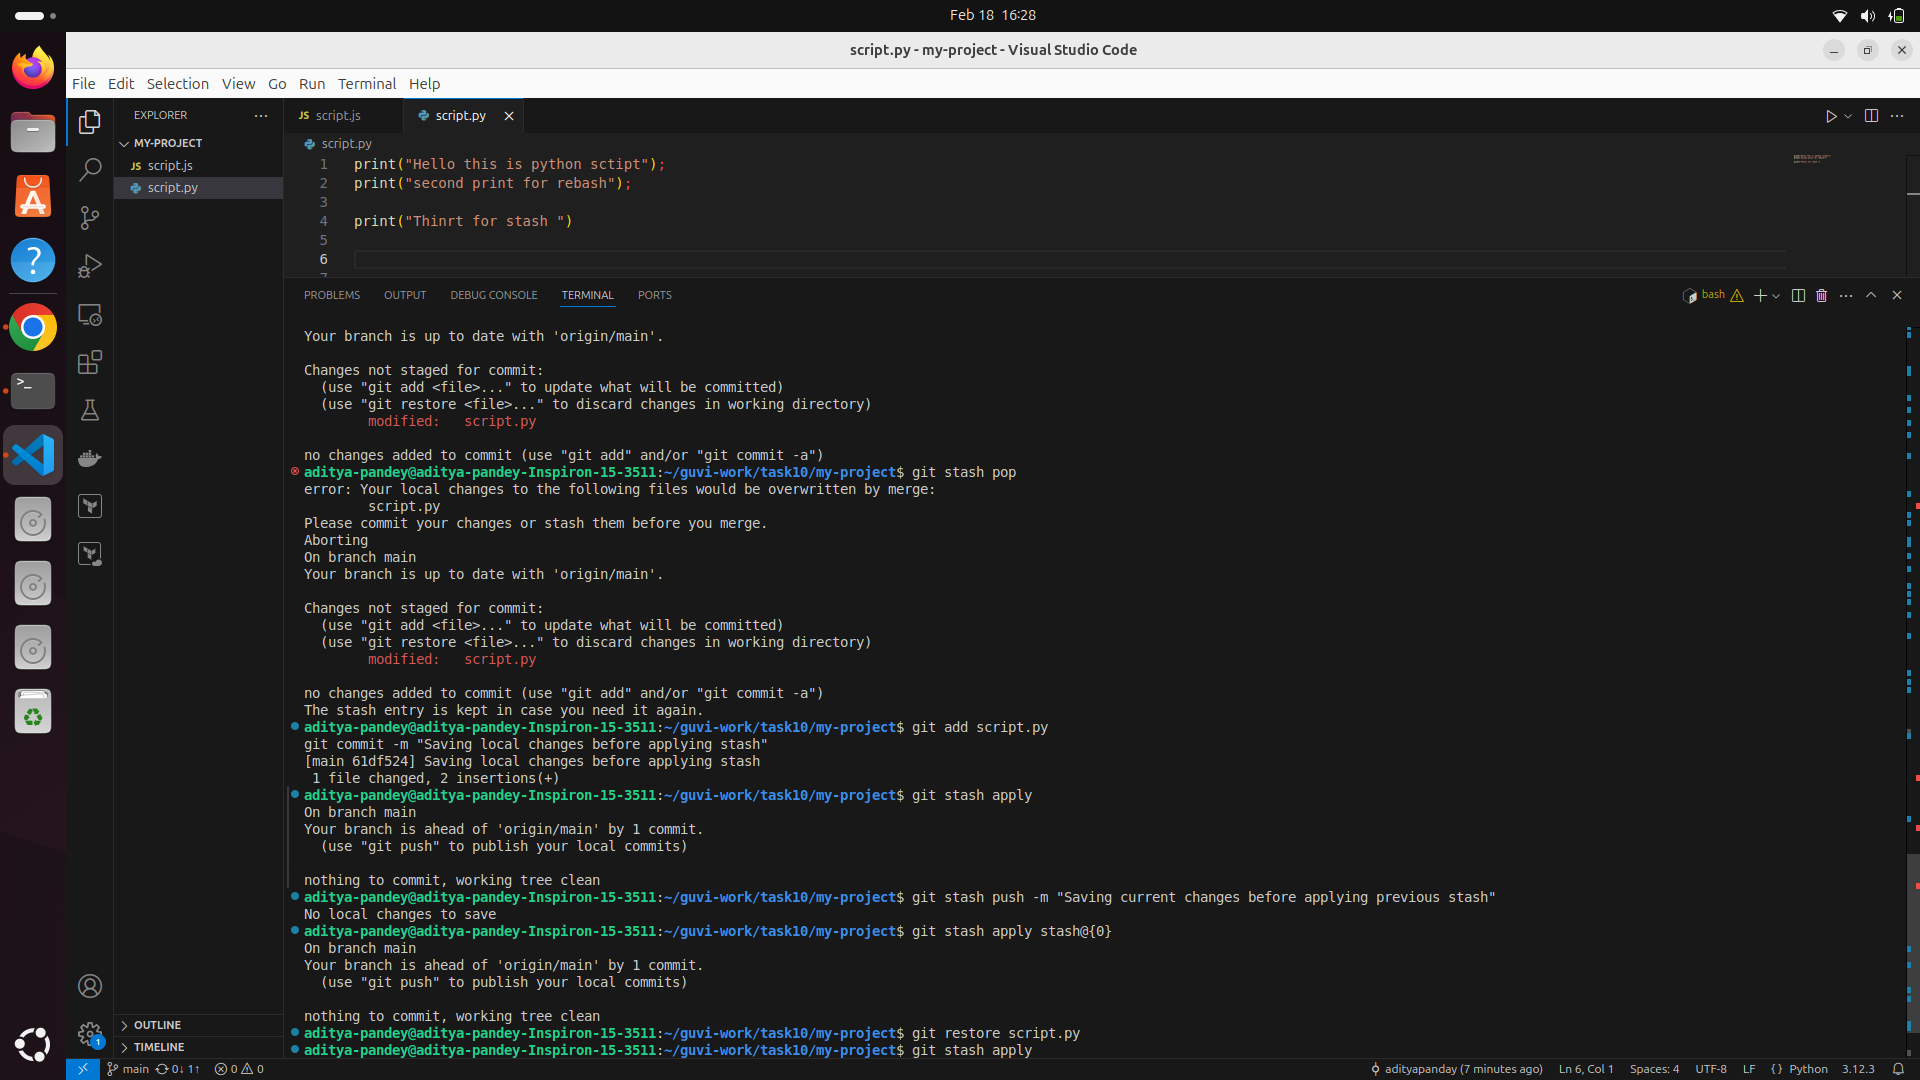 Feb 18 16:28
script.py - my-project - Visual Studio Code
File Edit Selection View Go Run Terminal Help
EXPLORER
JS script.js
script.py
MY-PROJECT
JS script.js
script.py
script.py
1 print("Hello this is python sctipt");
2 print("second print for rebash");
3
4 print("Thinrt for stash ")
5
6
PROBLEMS OUTPUT DEBUG CONSOLE TERMINAL PORTS
bash
Your branch is up to date with 'origin/main'.
Changes not staged for commit:
(use "git add <file>..." to update what will be committed)
(use "git restore <file>..." to discard changes in working directory)
modified: script.py
no changes added to commit (use "git add" and/or "git commit -a")
aditya-pandey@aditya-pandey-Inspiron-15-3511:~/guvi-work/task10/my-project$ git stash pop
error: Your local changes to the following files would be overwritten by merge:
script.py
Please commit your changes or stash them before you merge.
Aborting
On branch main
Your branch is up to date with 'origin/main'.
Changes not staged for commit:
(use "git add <file>..." to update what will be committed)
(use "git restore <file>..." to discard changes in working directory)
modified: script.py
no changes added to commit (use "git add" and/or "git commit -a")
The stash entry is kept in case you need it again.
aditya-pandey@aditya-pandey-Inspiron-15-3511:~/guvi-work/task10/my-project$ git add script.py
git commit -m "Saving local changes before applying stash"
[main 61df524] Saving local changes before applying stash
1 file changed, 2 insertions(+)
aditya-pandey@aditya-pandey-Inspiron-15-3511:~/guvi-work/task10/my-project$ git stash apply
On branch main
Your branch is ahead of 'origin/main' by 1 commit.
(use "git push" to publish your local commits)
nothing to commit, working tree clean
aditya-pandey@aditya-pandey-Inspiron-15-3511:~/guvi-work/task10/my-project$ git stash push -m "Saving current changes before applying previous stash"
No local changes to save
aditya-pandey@aditya-pandey-Inspiron-15-3511:~/guvi-work/task10/my-project$ git stash apply stash@{0}
On branch main
Your branch is ahead of 'origin/main' by 1 commit.
(use "git push" to publish your local commits)
nothing to commit, working tree clean
aditya-pandey@aditya-pandey-Inspiron-15-3511:~/guvi-work/task10/my-project$ git restore script.py
aditya-pandey@aditya-pandey-Inspiron-15-3511:~/guvi-work/task10/my-project$ git stash apply
OUTLINE
TIMELINE
1
main 0↓ 1↑ 0 0 adityapanday (7 minutes ago) Ln 6, Col 1 Spaces: 4 UTF-8 LF {} Python 3.12.3